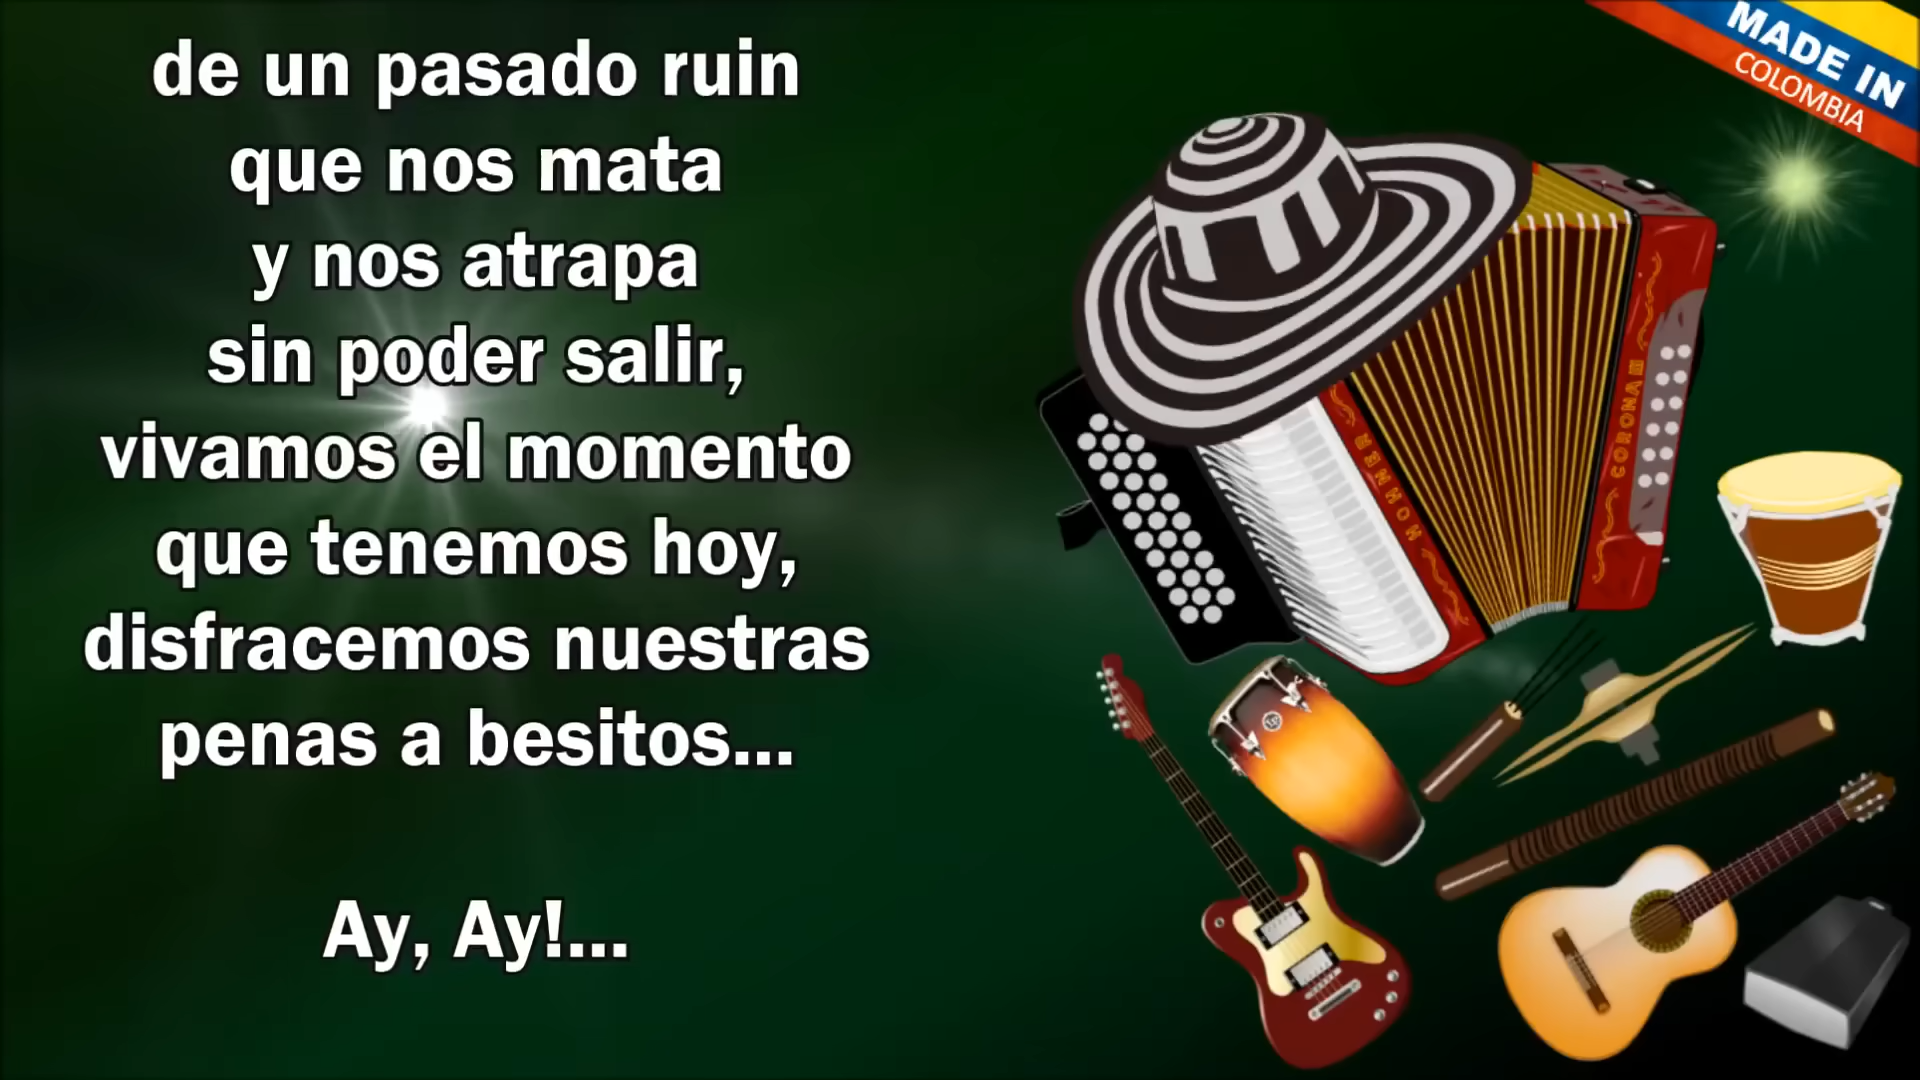 de un pasado ruin
que nos mata
y nos atrapa
sin poder salir,
vivamos el momento
que tenemos hoy,
disfracemos nuestras
penas a besitos...
Ay, Ay!...
MADE IN
COLOMBIA
HOHNER
CORONA III